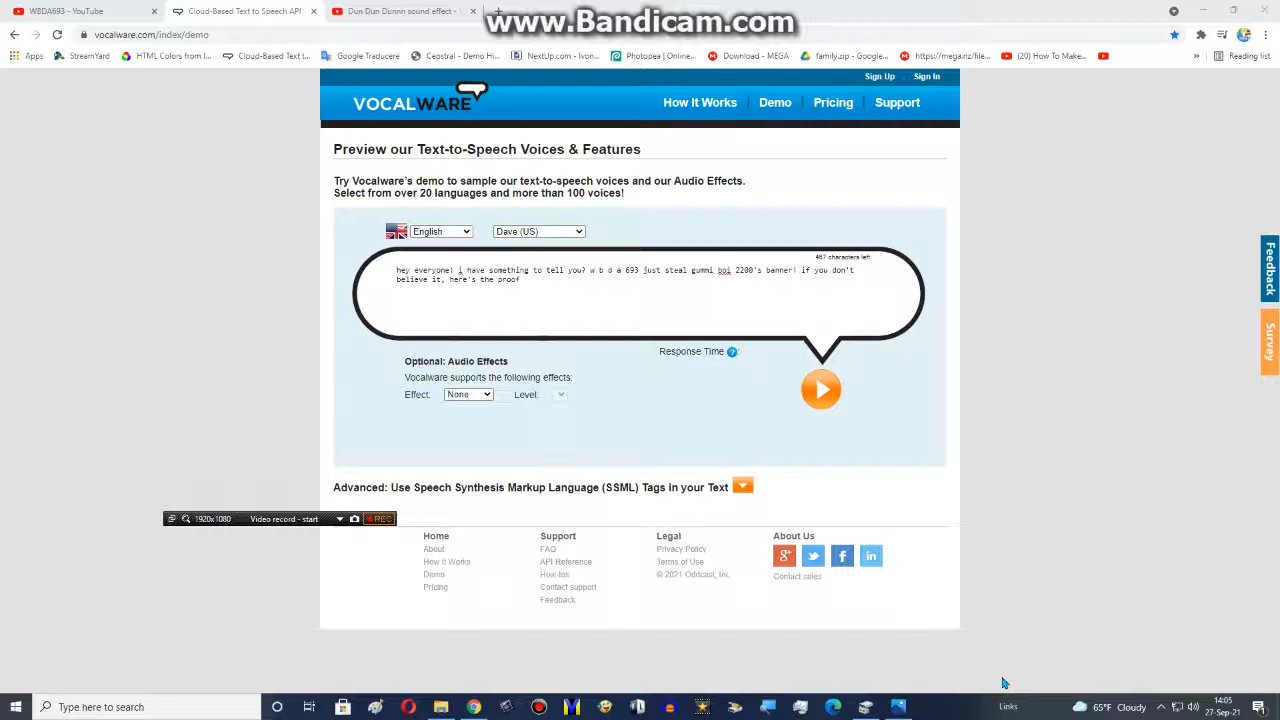 www.Bandicam.com
WBDA693 - YouTube
Cloud-Based Text to Speech API
Dun Dun Dunnnn sound effect
vocalware.com/index/demo
Apps
StreamYard
HTML Colors from I...
Cloud-Based Text t...
Google Traducere
Cepstral - Demo Hi...
NextUp.com - Ivon...
Photopea | Online...
Download - MEGA
family.zip - Google...
https://mega.nz/file...
(20) How To Make...
Reading list
Sign Up
Sign In
VOCALWARE
How It Works
Demo
Pricing
Support
Preview our Text-to-Speech Voices & Features
Try Vocalware's demo to sample our text-to-speech voices and our Audio Effects.
Select from over 20 languages and more than 100 voices!
English
Dave (US)
467 characters left
hey everyone! i have something to tell you? w b d a 693 just steal gummi boi 2200's banner! if you don't
believe it, here's the proof
Response Time ?:
Optional: Audio Effects
Vocalware supports the following effects:
Effect: None Level:
Feedback
Survey
Advanced: Use Speech Synthesis Markup Language (SSML) Tags in your Text
1920x1080 Video record - start REC
Home
About
How It Works
Demo
Pricing
Support
FAQ
API Reference
How-tos
Contact support
Feedback
Legal
Privacy Policy
Terms of Use
© 2021 Oddcast, Inc.
About Us
Contact sales
Type here to search
Links
65°F Cloudy
14:05
27-Sep-21